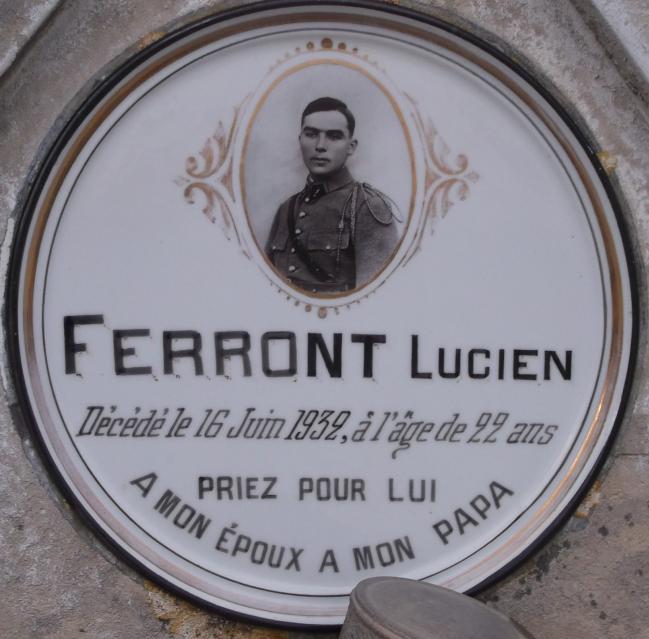 FERRONT LUCIEN
Décédé le 16 Juin 1932, à l'âge de 22 ans
PRIEZ POUR LUI
A MON ÉPOUX A MON PAPA